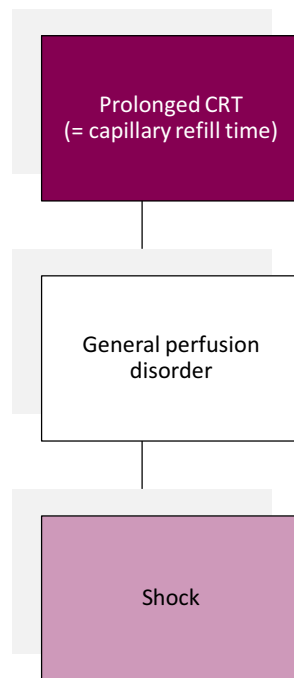 Prolonged CRT
(= capillary refill time)
General perfusion
disorder
Shock